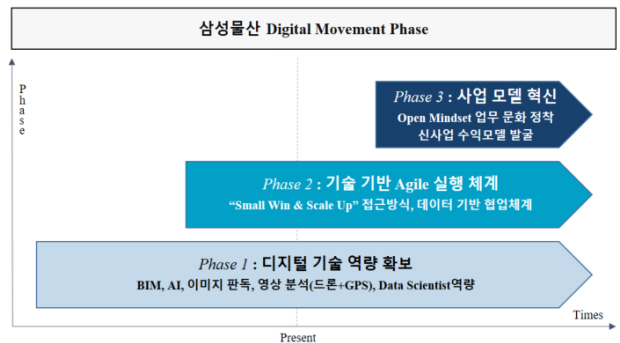 삼성물산 Digital Movement Phase
Phase
Phase 3 : 사업 모델 혁신
Open Mindset 업무 문화 정착
신사업 수익모델 발굴
Phase 2 : 기술 기반 Agile 실행 체계
“Small Win & Scale Up” 접근방식, 데이터 기반 협업체계
Phase 1 : 디지털 기술 역량 확보
BIM, AI, 이미지 판독, 영상 분석(드론+GPS), Data Scientist역량
Times
Present